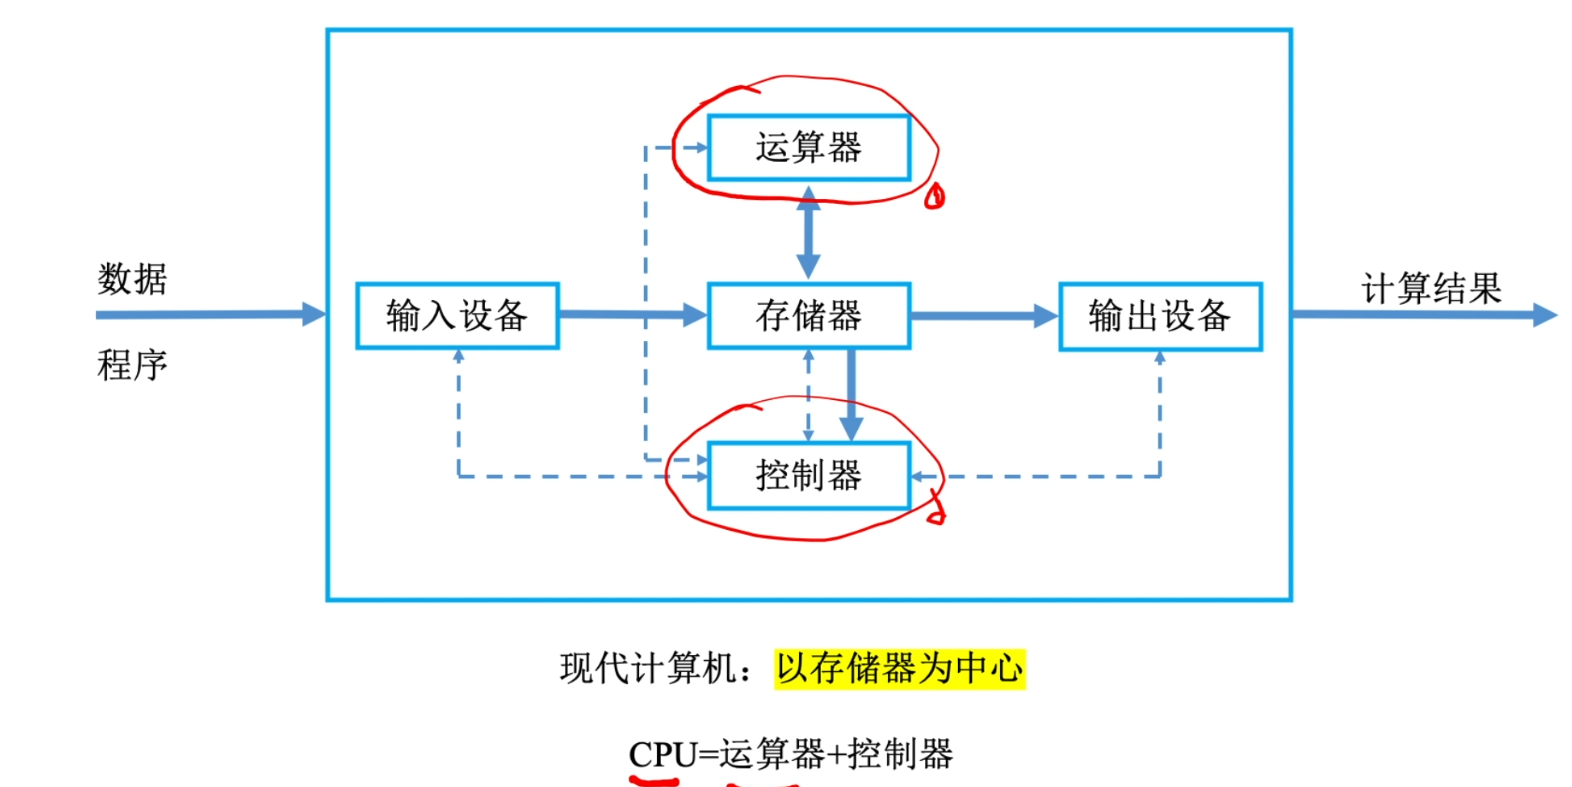 运算器
数据
程序
输入设备
存储器
输出设备
计算结果
控制器
现代计算机：以存储器为中心
CPU=运算器+控制器